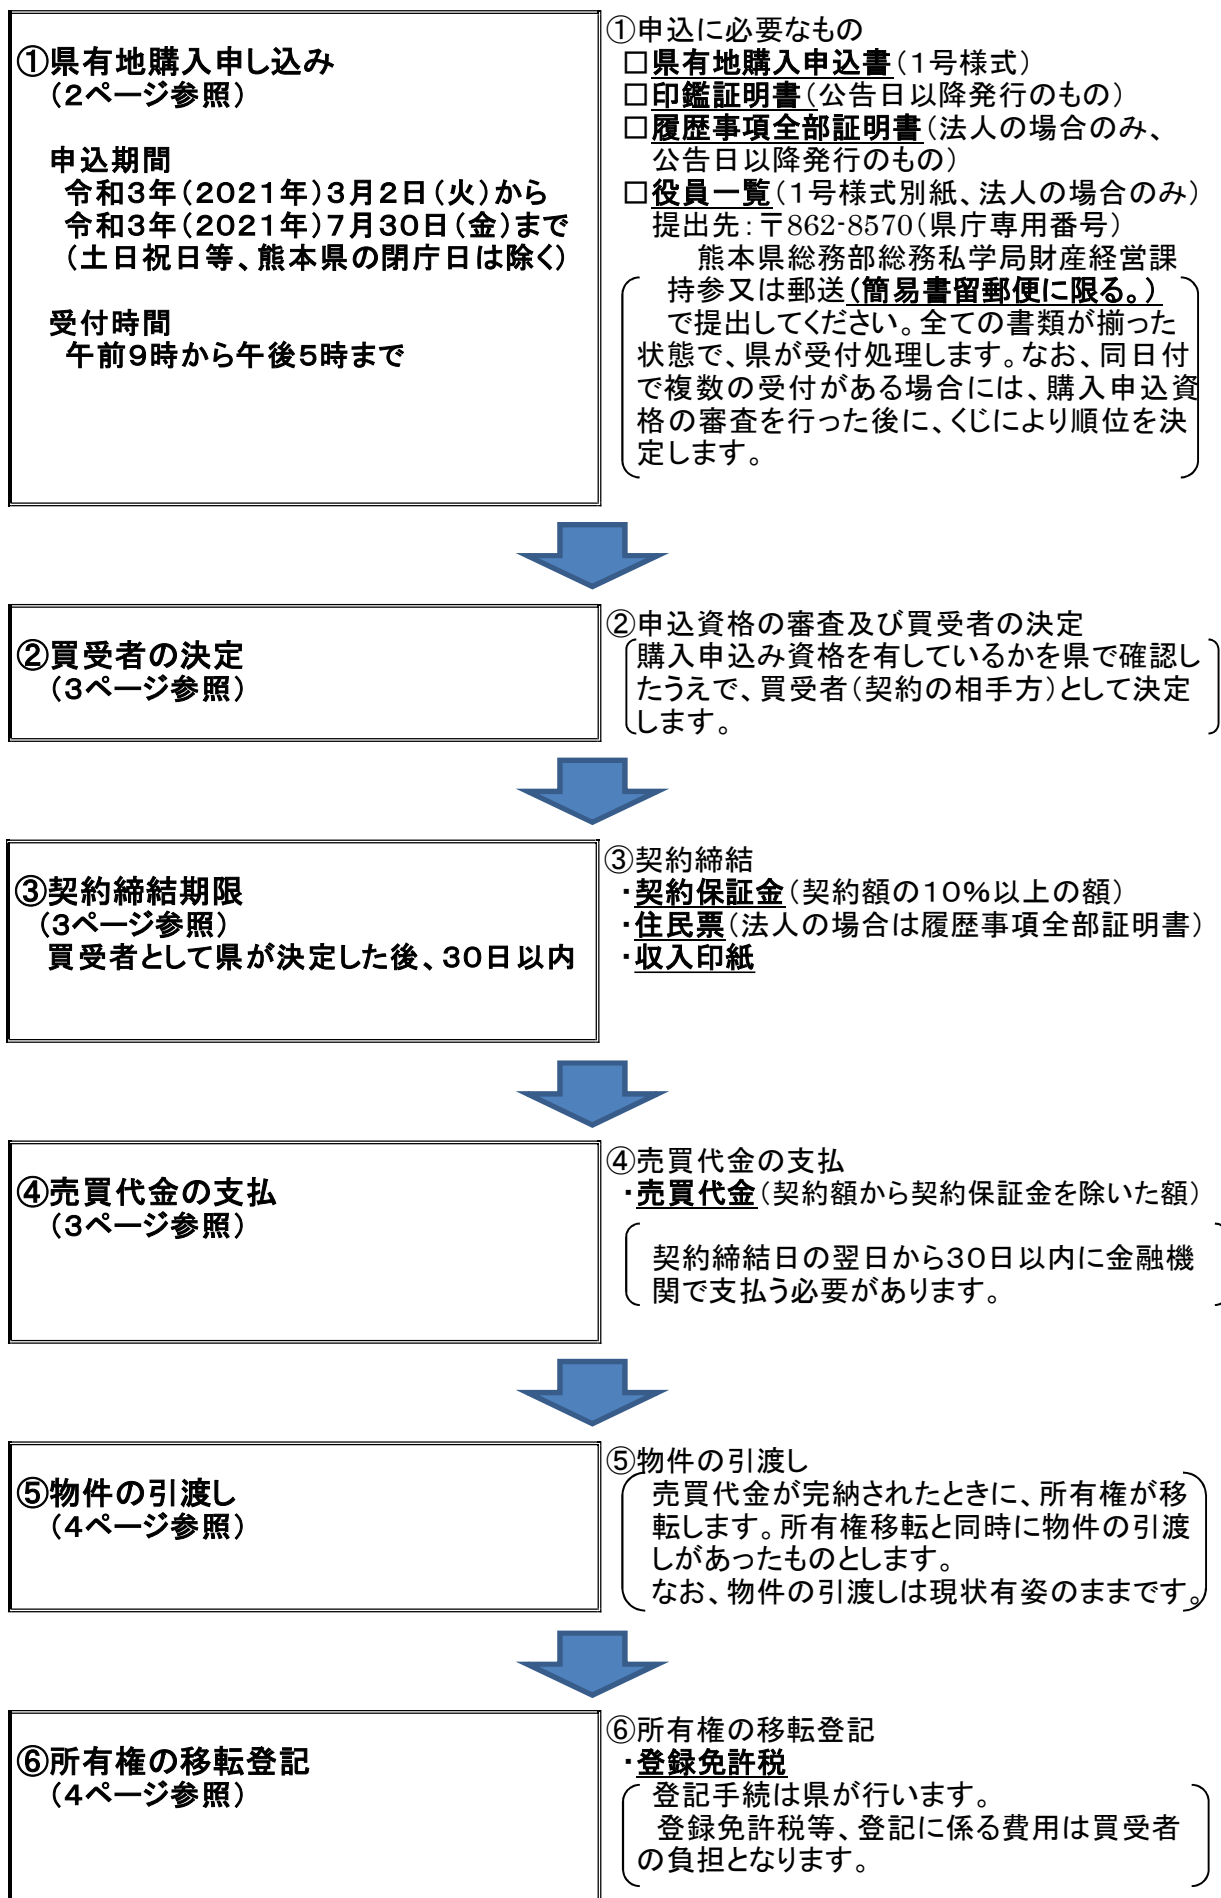 ①県有地購入申し込み
(2ページ参照)
申込期間
令和3年(2021年)3月2日(火)から
令和3年(2021年)7月30日(金)まで
(土日祝日等、熊本県の閉庁日は除く)
受付時間
午前9時から午後5時まで
①申込に必要なもの
□県有地購入申込書(1号様式)
□印鑑証明書(公告日以降発行のもの)
□履歴事項全部証明書(法人の場合のみ、
公告日以降発行のもの)
□役員一覧(1号様式別紙、法人の場合のみ)
提出先:〒862-8570(県庁専用番号)
熊本県総務部総務私学局財産経営課
持参又は郵送(簡易書留郵便に限る。)
で提出してください。全ての書類が揃った
状態で、県が受付処理します。なお、同日付
で複数の受付がある場合には、購入申込資
格の審査を行った後に、くじにより順位を決
定します。
②買受者の決定
(3ページ参照)
②申込資格の審査及び買受者の決定
購入申込み資格を有しているかを県で確認し
たうえで、買受者(契約の相手方)として決定
します。
③契約締結期限
(3ページ参照)
買受者として県が決定した後、30日以内
③契約締結
・契約保証金(契約額の10%以上の額)
・住民票(法人の場合は履歴事項全部証明書)
・収入印紙
④売買代金の支払
(3ページ参照)
④売買代金の支払
・売買代金(契約額から契約保証金を除いた額)
契約締結日の翌日から30日以内に金融機
関で支払う必要があります。
⑤物件の引渡し
(4ページ参照)
⑤物件の引渡し
売買代金が完納されたときに、所有権が移
転します。所有権移転と同時に物件の引渡
しがあったものとします。
なお、物件の引渡しは現状有姿のままです。
⑥所有権の移転登記
(4ページ参照)
⑥所有権の移転登記
・登録免許税
登記手続は県が行います。
登録免許税等、登記に係る費用は買受者
の負担となります。